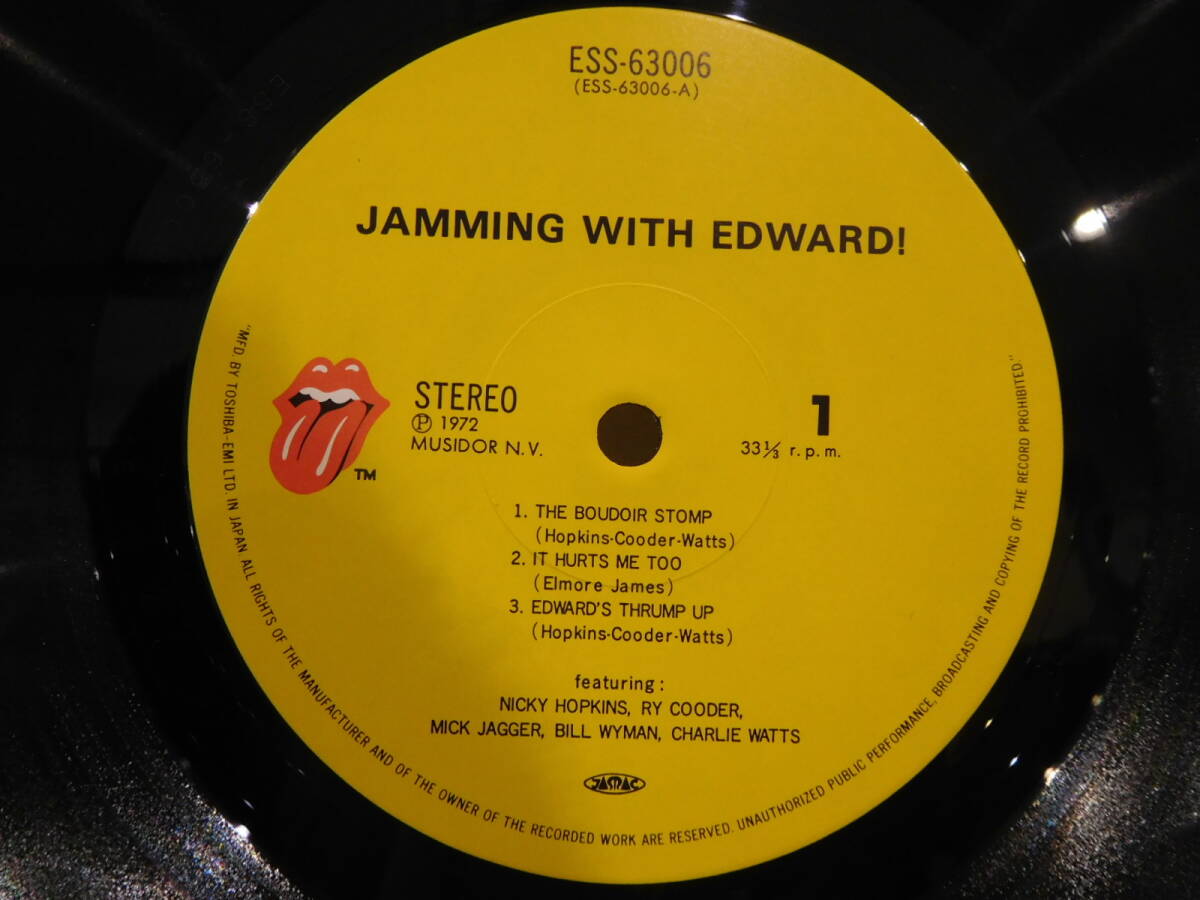 ESS-63006
(ESS-63006-A)
JAMMING WITH EDWARD!
STEREO
Ⓟ 1972
MUSIDOR N.V.
TM
1
33⅓ r.p.m.
1. THE BOUDOIR STOMP
(Hopkins-Cooder-Watts)
2. IT HURTS ME TOO
(Elmore James)
3. EDWARD'S THRUMP UP
(Hopkins-Cooder-Watts)
featuring:
NICKY HOPKINS, RY COODER,
MICK JAGGER, BILL WYMAN, CHARLIE WATTS
JASRAC
"MFD. BY TOSHIBA-EMI LTD. IN JAPAN. ALL RIGHTS OF THE MANUFACTURER AND OF THE OWNER OF THE RECORDED WORK ARE RESERVED. UNAUTHORIZED PUBLIC PERFORMANCE, BROADCASTING AND COPYING OF THE RECORD PROHIBITED."